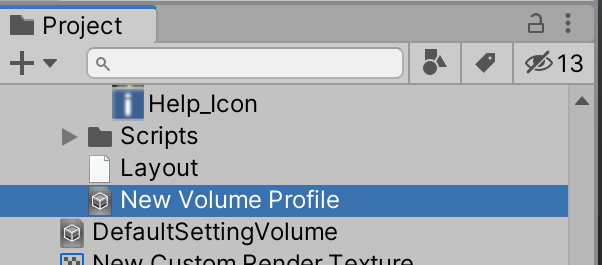 Project
13
Help_Icon
Scripts
Layout
New Volume Profile
DefaultSettingVolume
New Custom Render Texture